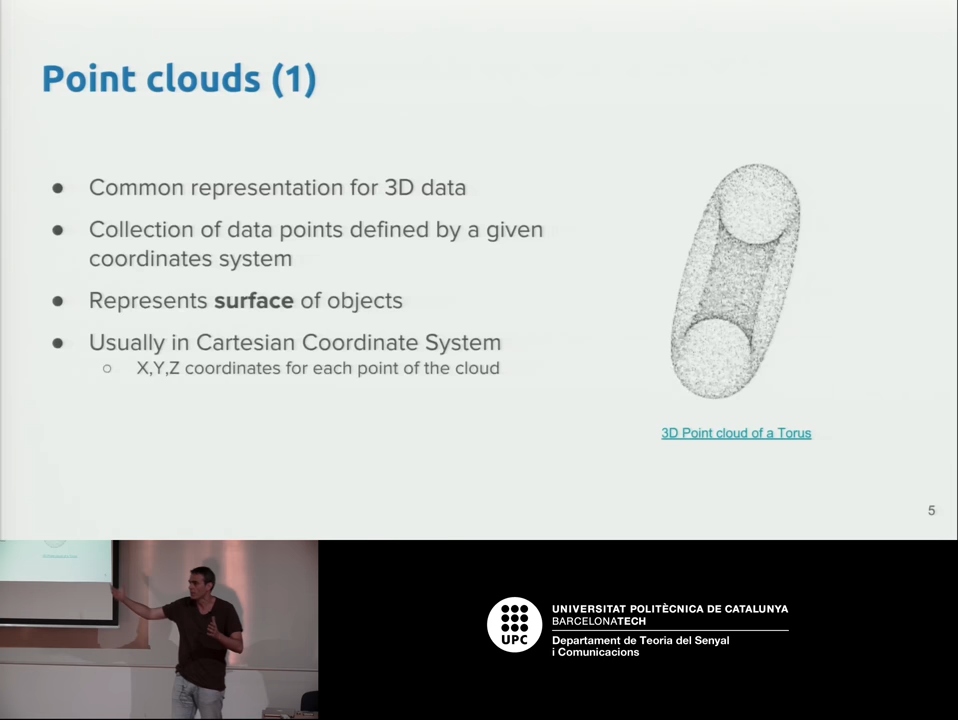 Point clouds (1)
● Common representation for 3D data
● Collection of data points defined by a given
coordinates system
● Represents surface of objects
● Usually in Cartesian Coordinate System
○ X,Y,Z coordinates for each point of the cloud
3D Point cloud of a Torus
5
UPC
UNIVERSITAT POLITÈCNICA DE CATALUNYA
BARCELONATECH
Departament de Teoria del Senyal
i Comunicacions